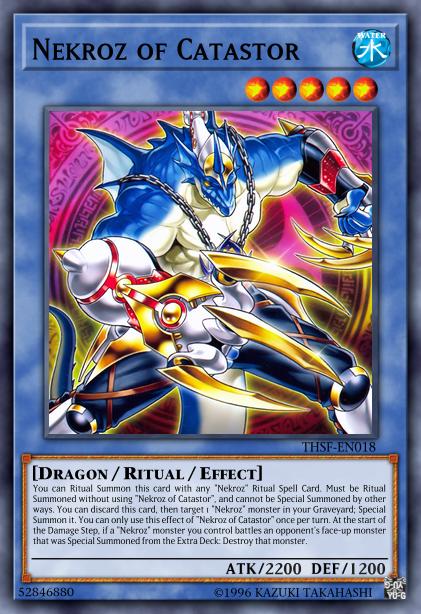 NEKROZ OF CATASTOR
WATER
水
THSF-EN018
[DRAGON / RITUAL / EFFECT]
You can Ritual Summon this card with any "Nekroz" Ritual Spell Card. Must be Ritual
Summoned without using "Nekroz of Catastor", and cannot be Special Summoned by other
ways. You can discard this card, then target 1 "Nekroz" monster in your Graveyard; Special
Summon it. You can only use this effect of "Nekroz of Catastor" once per turn. At the start of
the Damage Step, if a "Nekroz" monster you control battles an opponent's face-up monster
that was Special Summoned from the Extra Deck: Destroy that monster.
ATK/2200 DEF/1200
52846880
©1996 KAZUKI TAKAHASHI